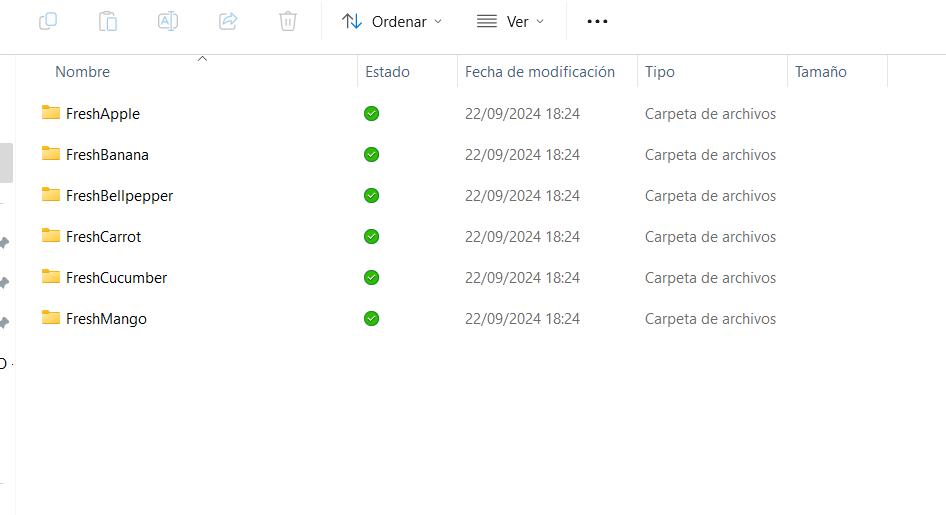 Ordenar Ver
Nombre Estado Fecha de modificación Tipo Tamaño
FreshApple 22/09/2024 18:24 Carpeta de archivos
FreshBanana 22/09/2024 18:24 Carpeta de archivos
FreshBellpepper 22/09/2024 18:24 Carpeta de archivos
FreshCarrot 22/09/2024 18:24 Carpeta de archivos
FreshCucumber 22/09/2024 18:24 Carpeta de archivos
FreshMango 22/09/2024 18:24 Carpeta de archivos